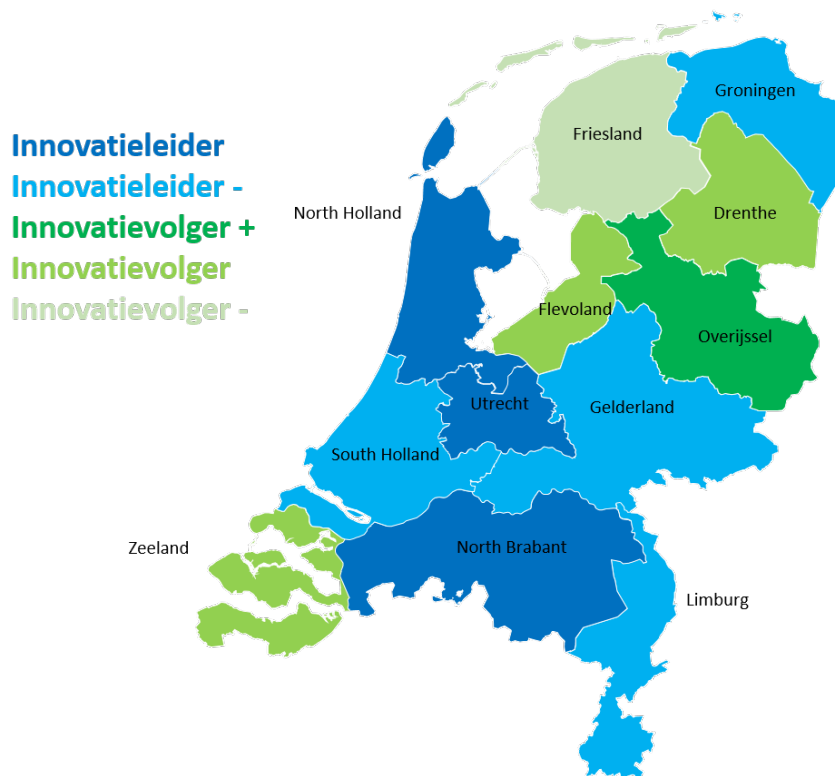 Innovatieleider
Innovatieleider -
Innovatievolger +
Innovatievolger
Innovatievolger -
Groningen
Friesland
North Holland
Drenthe
Flevoland
Overijssel
Utrecht
Gelderland
South Holland
Zeeland
North Brabant
Limburg